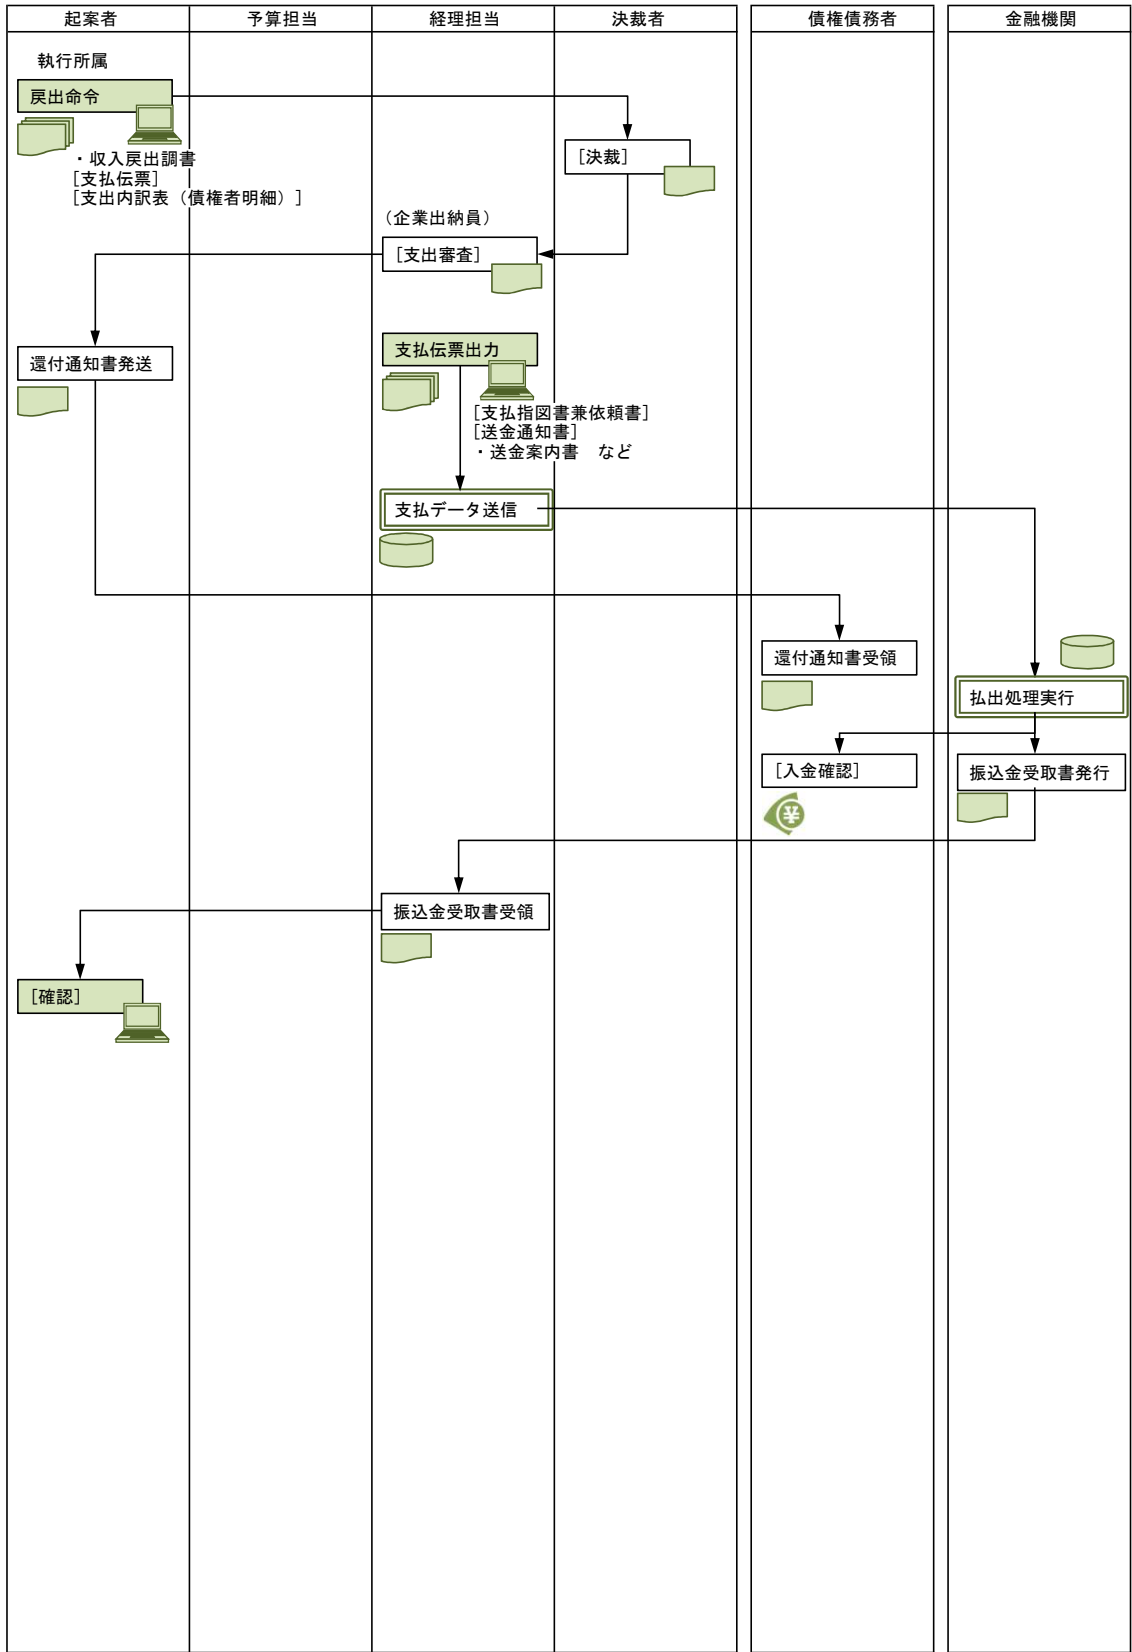 起案者
予算担当
経理担当
決裁者
債権債務者
金融機関
執行所属
戻出命令
・収入戻出調書
[支払伝票]
[支出内訳表（債権者明細）]
[決裁]
（企業出納員）
[支出審査]
還付通知書発送
支払伝票出力
[支払指図書兼依頼書]
[送金通知書]
・送金案内書　など
支払データ送信
還付通知書受領
払出処理実行
[入金確認]
振込金受取書発行
¥
振込金受取書受領
[確認]